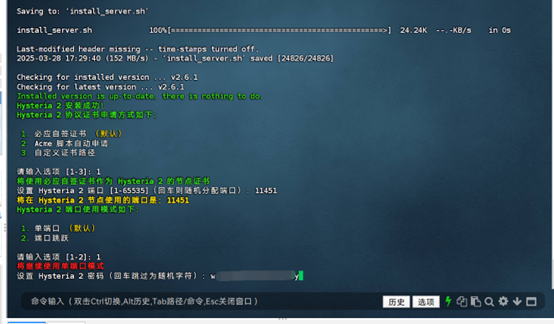 Saving to: 'install_server.sh'
install_server.sh 100%[================================================>] 24.24K --.-KB/s in 0s
Last-modified header missing -- time-stamps turned off.
2025-03-28 17:29:40 (152 MB/s) - 'install_server.sh' saved [24826/24826]
Checking for installed version ... v2.6.1
Checking for latest version ... v2.6.1
Installed version is up-to-date, there is nothing to do.
Hysteria 2 安装成功!
Hysteria 2 协议证书申请方式如下:
1. 必应自签证书 (默认)
2. Acme 脚本自动申请
3. 自定义证书路径
请输入选项 [1-3]: 1
将使用必应自签证书作为 Hysteria 2 的节点证书
设置 Hysteria 2 端口 [1-65535] (回车则随机分配端口): 11451
将在 Hysteria 2 节点使用的端口是: 11451
Hysteria 2 端口使用模式如下:
1. 单端口 (默认)
2. 端口跳跃
请输入选项 [1-2]: 1
将继续使用单端口模式
设置 Hysteria 2 密码 (回车跳过为随机字符): w y
命令输入 (双击Ctrl切换,Alt历史,Tab路径/命令,Esc关闭窗口)
历史 选项